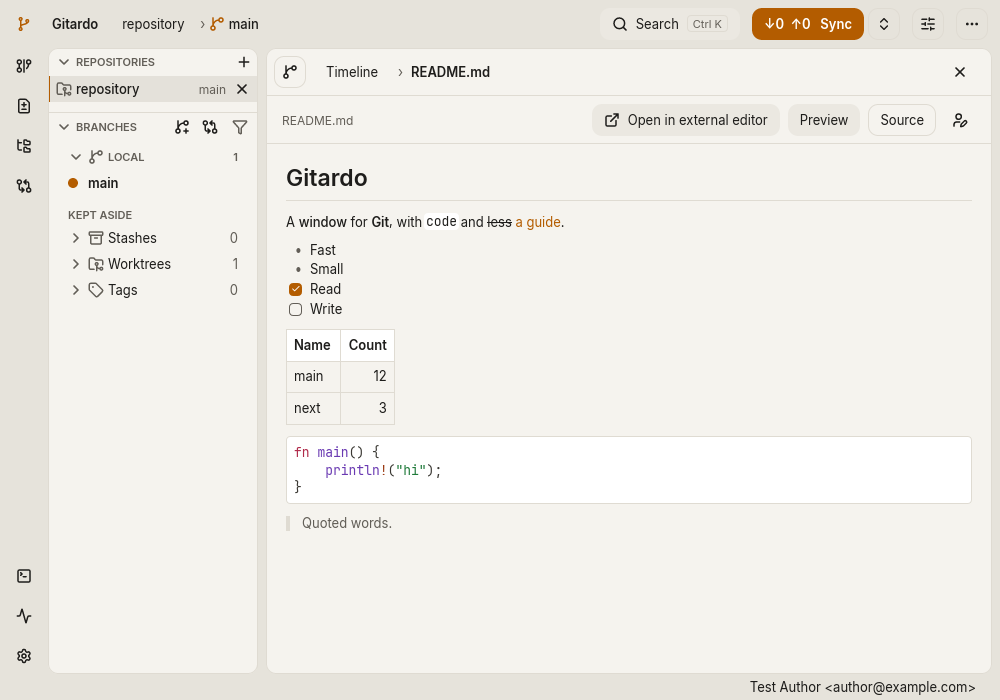 Gitardo
repository › main
Search Ctrl K
↓0 ↑0 Sync
REPOSITORIES
repository main
BRANCHES
LOCAL 1
main
KEPT ASIDE
Stashes 0
Worktrees 1
Tags 0
Timeline › README.md
README.md
Open in external editor
Preview
Source
Gitardo
A window for Git, with code and less a guide.
• Fast
• Small
Read
Write
Name Count
main 12
next 3
fn main() {
    println!("hi");
}
Quoted words.
Test Author <author@example.com>